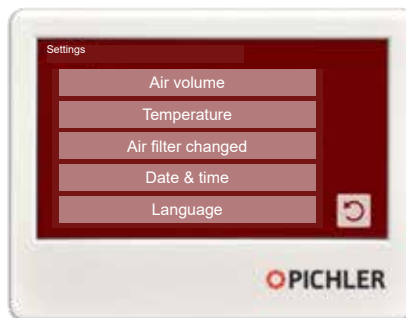 Settings
Air volume
Temperature
Air filter changed
Date & time
Language
PICHLER